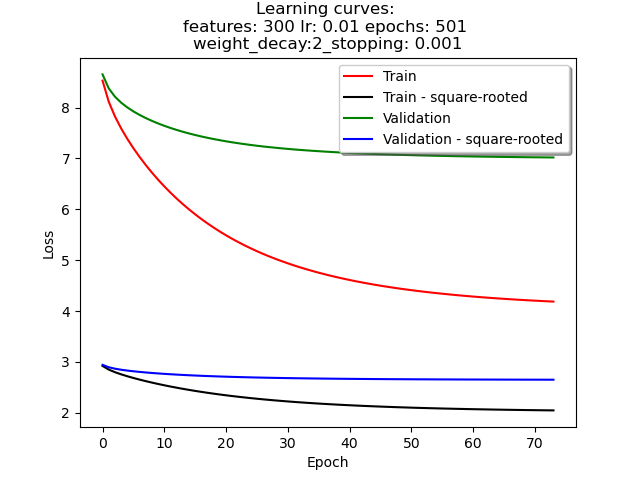 Learning curves:
features: 300 lr: 0.01 epochs: 501
weight_decay:2_stopping: 0.001
Train
Train - square-rooted
Validation
Validation - square-rooted
Loss
8
7
6
5
4
3
2
0 10 20 30 40 50 60 70
Epoch